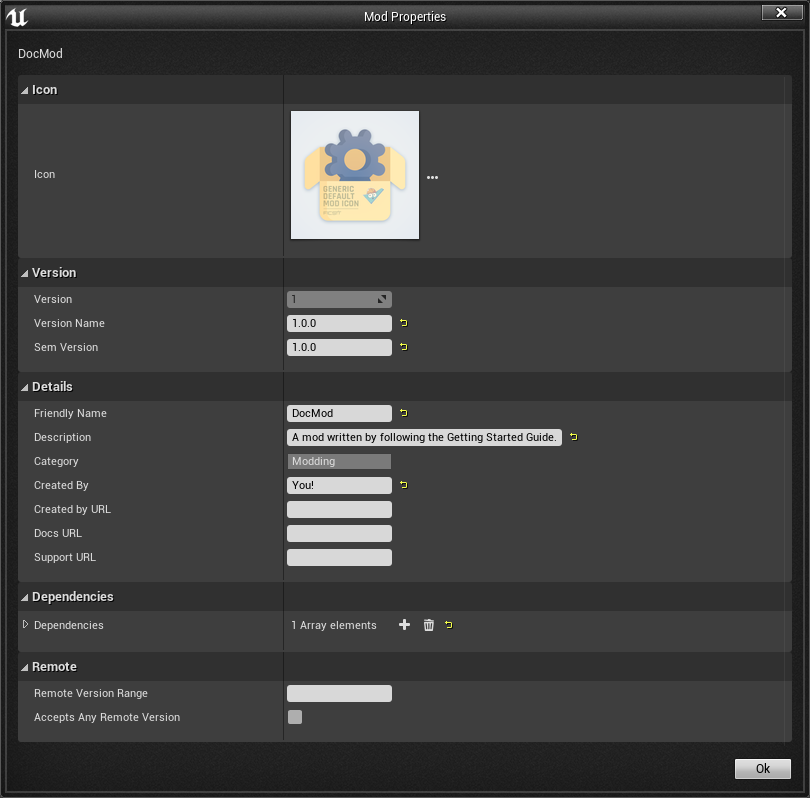 Mod Properties
DocMod
Icon
Icon
GENERIC
DEFAULT
MOD ICON
...
Version
Version 1
Version Name 1.0.0
Sem Version 1.0.0
Details
Friendly Name DocMod
Description A mod written by following the Getting Started Guide.
Category Modding
Created By You!
Created by URL
Docs URL
Support URL
Dependencies
Dependencies 1 Array elements
Remote
Remote Version Range
Accepts Any Remote Version
Ok